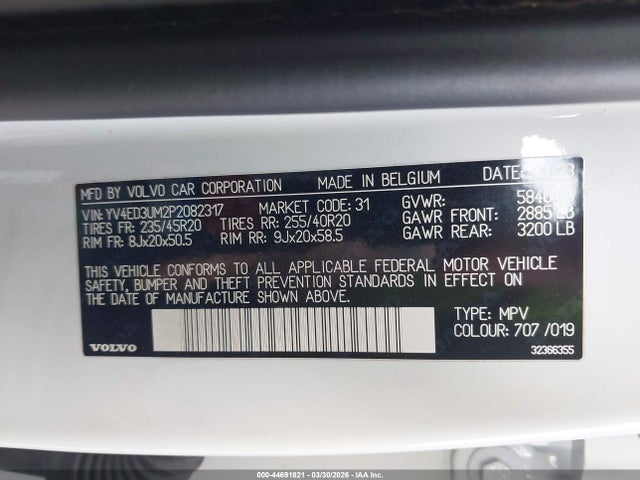 MFD BY VOLVO CAR CORPORATION MADE IN BELGIUM DATE: /23
VIN: YV4ED3UM2P2082317 MARKET CODE: 31 GVWR: 5840
TIRES FR: 235/45R20 TIRES RR: 255/40R20 GAWR FRONT: 2885 LB
RIM FR: 8Jx20x50.5 RIM RR: 9Jx20x58.5 GAWR REAR: 3200 LB
THIS VEHICLE CONFORMS TO ALL APPLICABLE FEDERAL MOTOR VEHICLE
SAFETY, BUMPER AND THEFT PREVENTION STANDARDS IN EFFECT ON
THE DATE OF MANUFACTURE SHOWN ABOVE.
TYPE: MPV
COLOUR: 707 /019
VOLVO
32366355
000-44691821 - 03/30/2026 - IAA Inc.